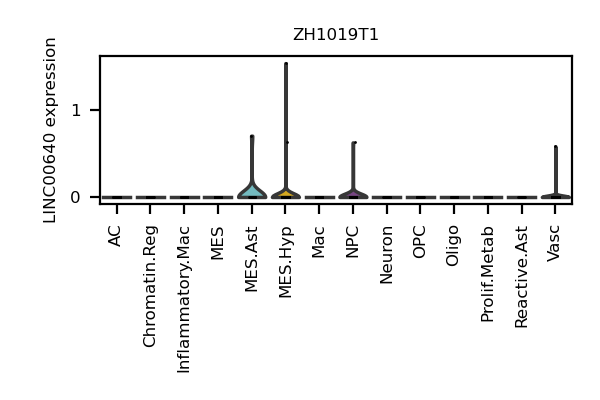 ZH1019T1
LINC00640 expression
1
0
AC
Chromatin.Reg
Inflammatory.Mac
MES
MES.Ast
MES.Hyp
Mac
NPC
Neuron
OPC
Oligo
Prolif.Metab
Reactive.Ast
Vasc